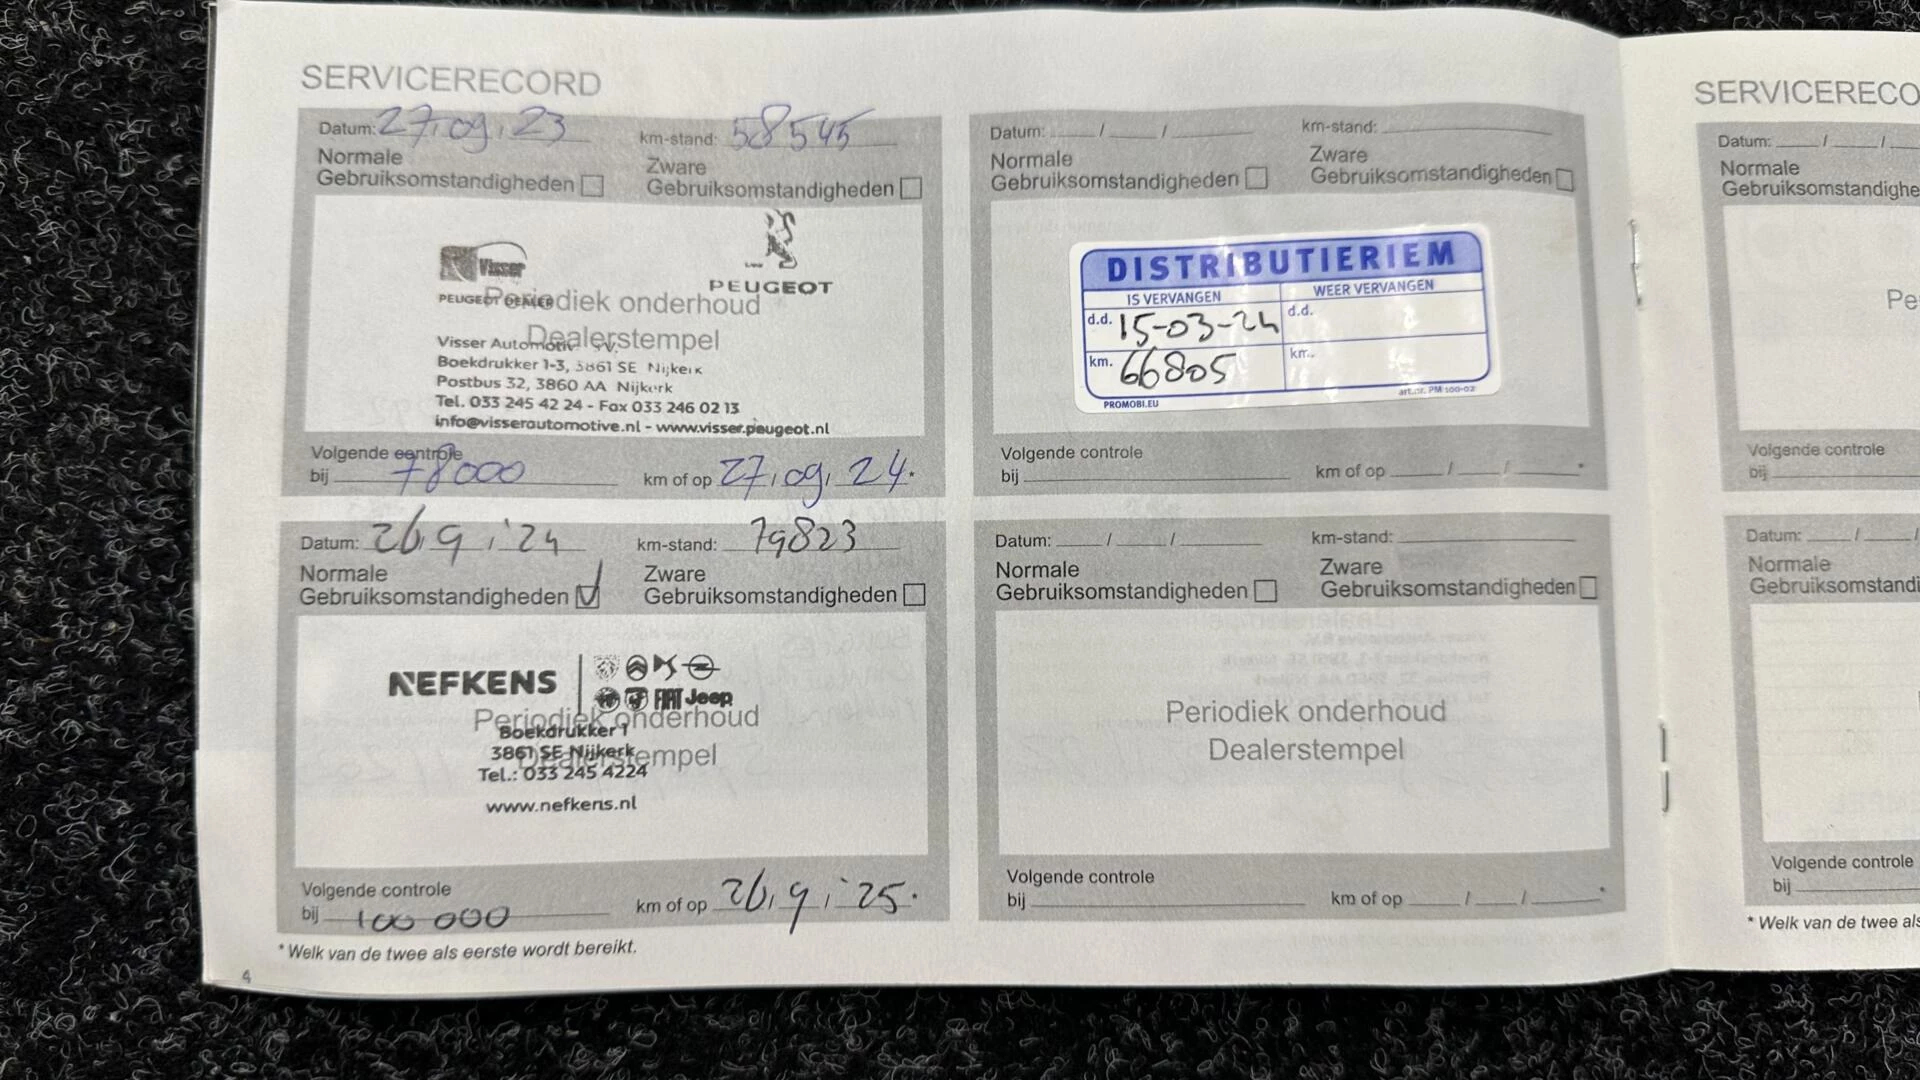 SERVICERECORD
Datum: 27, 09, 23 km-stand: 58545
Normale
Gebruiksomstandigheden
Zware
Gebruiksomstandigheden
Visser
PEUGEOT DEALER
PEUGEOT
Periodiek onderhoud
Dealerstempel
Visser Automotive
Boekdrukker 1-3, 3861 SE Nijkerk
Postbus 32, 3860 AA Nijkerk
Tel. 033 245 42 24 - Fax 033 246 02 13
info@visserautomotive.nl - www.visser.peugeot.nl
Volgende controle
bij 78000 km of op 27, 09, 24.*
Datum: / / km-stand:
Normale
Gebruiksomstandigheden
Zware
Gebruiksomstandigheden
DISTRIBUTIERIEM
IS VERVANGEN WEER VERVANGEN
d.d. 15-03-24 d.d.
km. 66805 km.
PROMOBI.EU art.nr. PM 100-02
Volgende controle
bij km of op / / *
Datum: 26, 9, '24 km-stand: 79823
Normale
Gebruiksomstandigheden
Zware
Gebruiksomstandigheden
NEFKENS
FIAT Jeep
Periodiek onderhoud
Dealerstempel
Boekdrukker 1
3861 SE Nijkerk
Tel.: 033 245 4224
www.nefkens.nl
Volgende controle
bij 100 000 km of op 26, 9, '25.*
Datum: / / km-stand:
Normale
Gebruiksomstandigheden
Zware
Gebruiksomstandigheden
Periodiek onderhoud
Dealerstempel
Volgende controle
bij km of op / / *
* Welk van de twee als eerste wordt bereikt.
4
SERVICERECO
Datum: / /
Normale
Gebruiksomstandighe
Pe
Volgende controle
bij
Datum: / /
Normale
Gebruiksomstandi
Volgende controle
bij
* Welk van de twee als